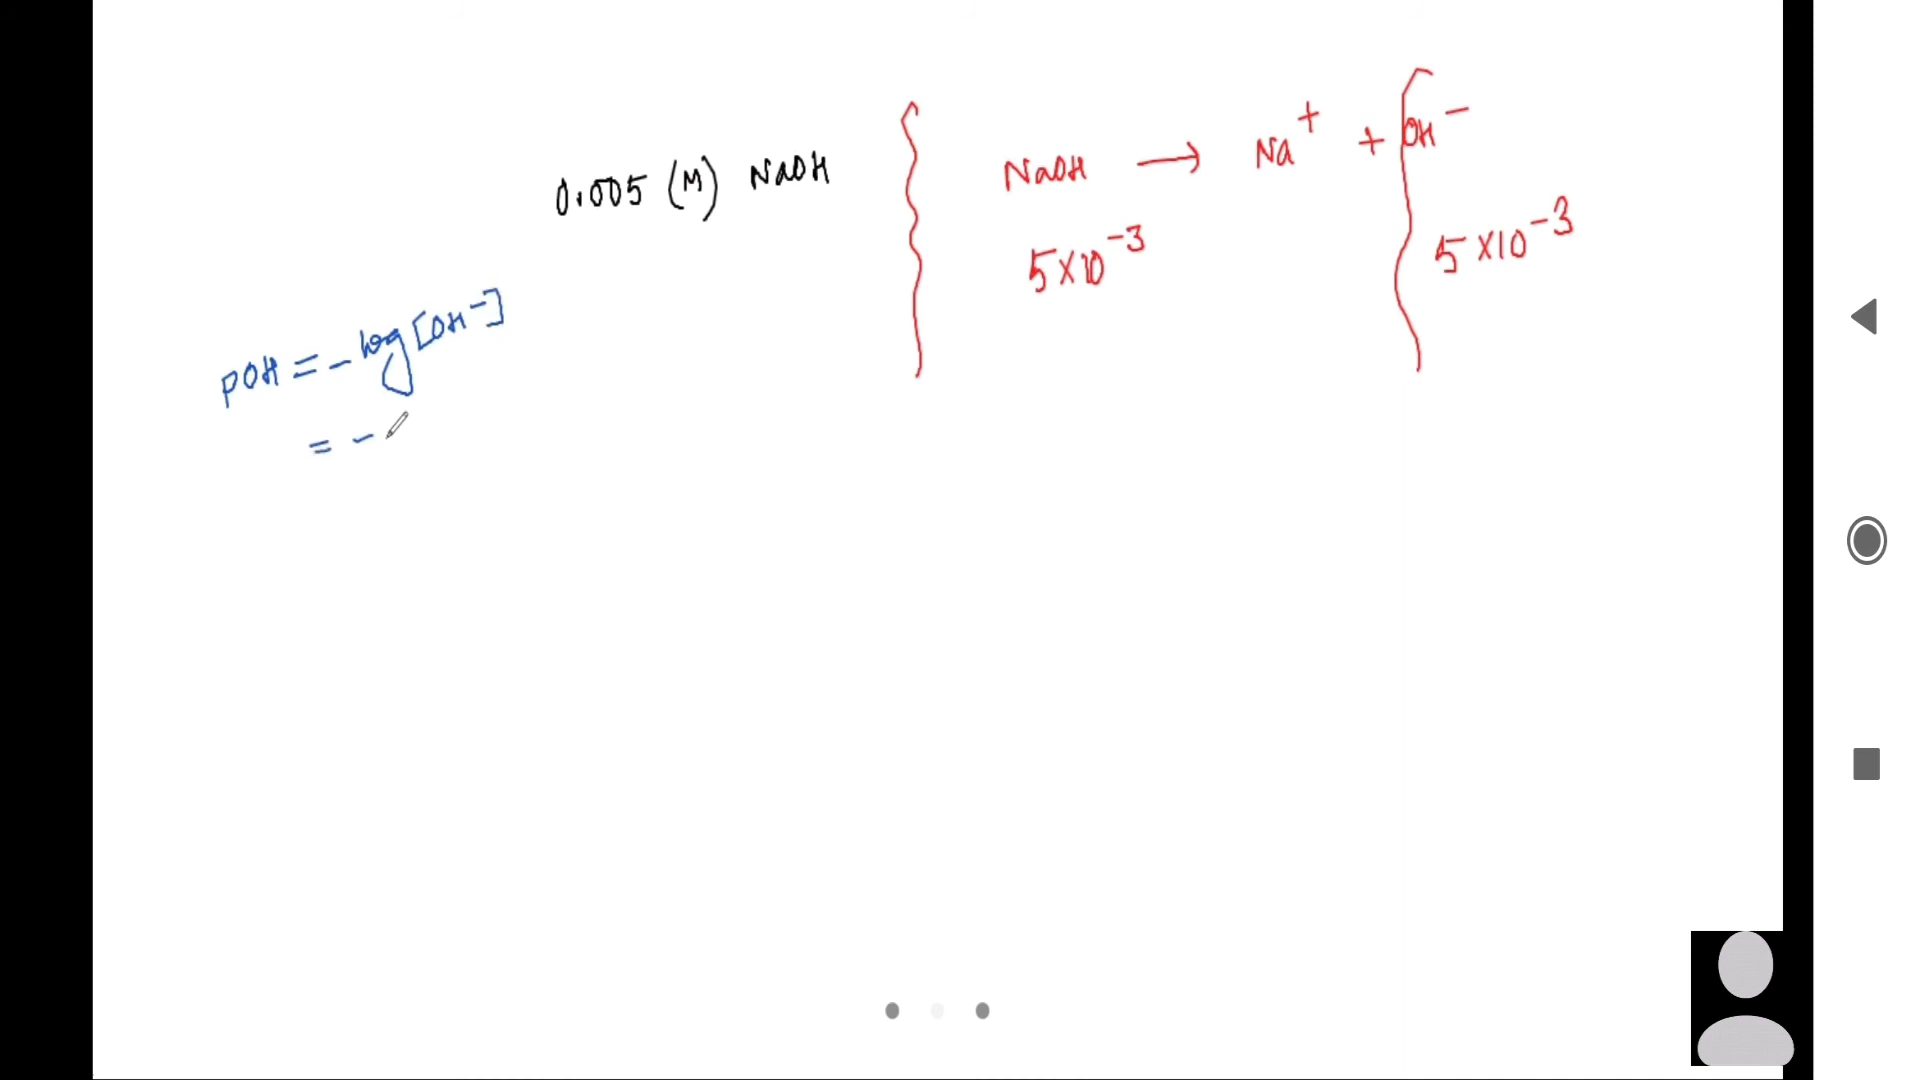 0.005 (M) NaOH
NaOH → Na⁺ + OH⁻
5×10⁻³ 5×10⁻³
pOH = - log [OH⁻]
= -